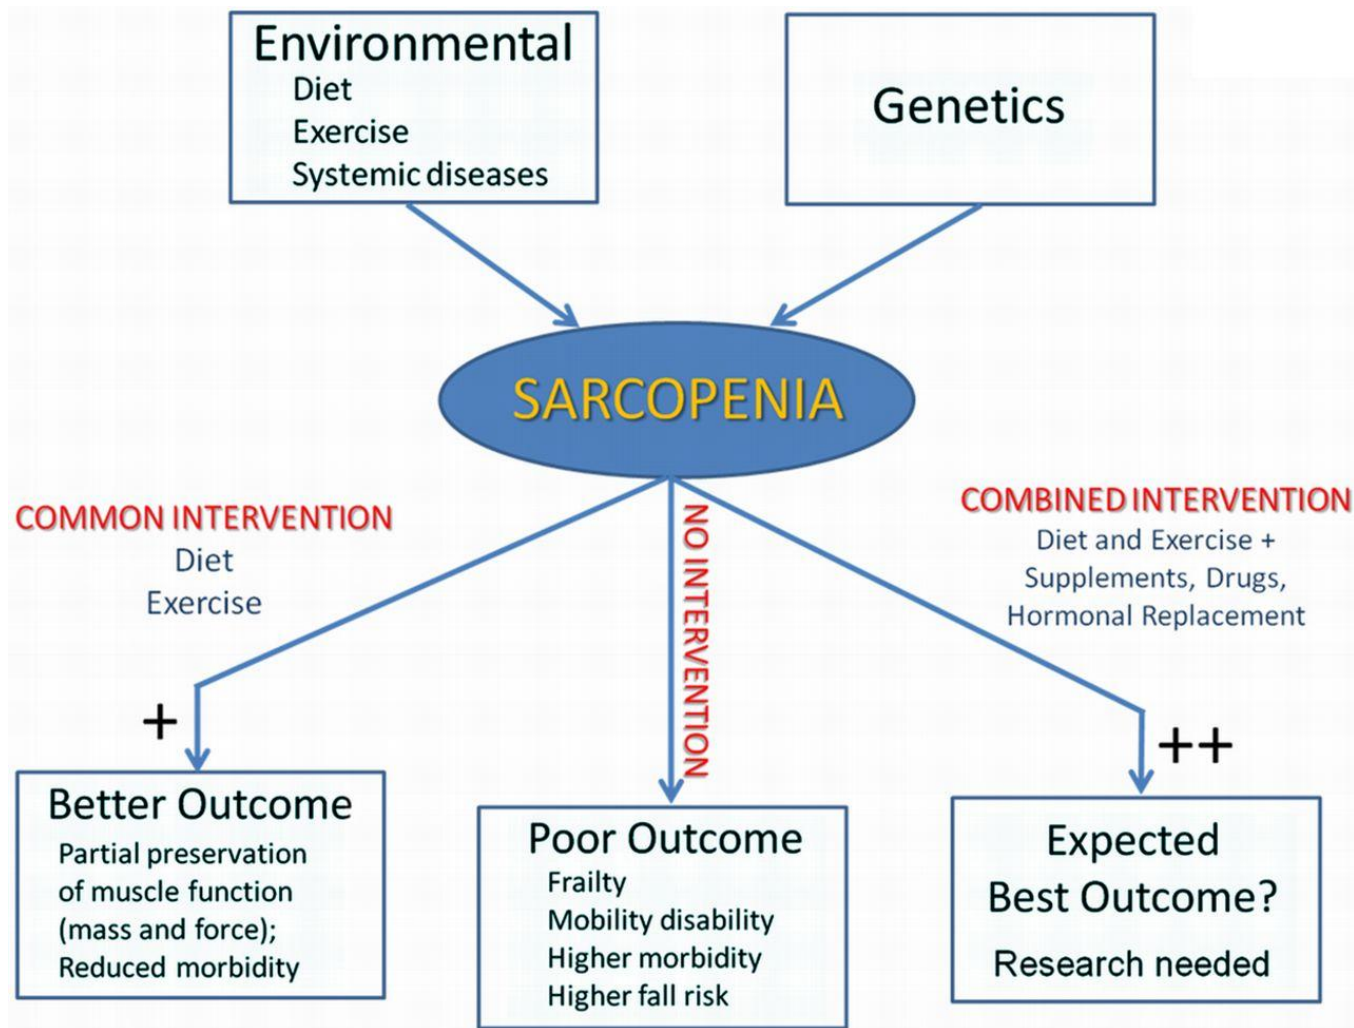 Environmental
Diet
Exercise
Systemic diseases
Genetics
SARCOPENIA
COMMON INTERVENTION
Diet
Exercise
NO INTERVENTION
COMBINED INTERVENTION
Diet and Exercise +
Supplements, Drugs,
Hormonal Replacement
+
++
Better Outcome
Partial preservation
of muscle function
(mass and force);
Reduced morbidity
Poor Outcome
Frailty
Mobility disability
Higher morbidity
Higher fall risk
Expected
Best Outcome?
Research needed